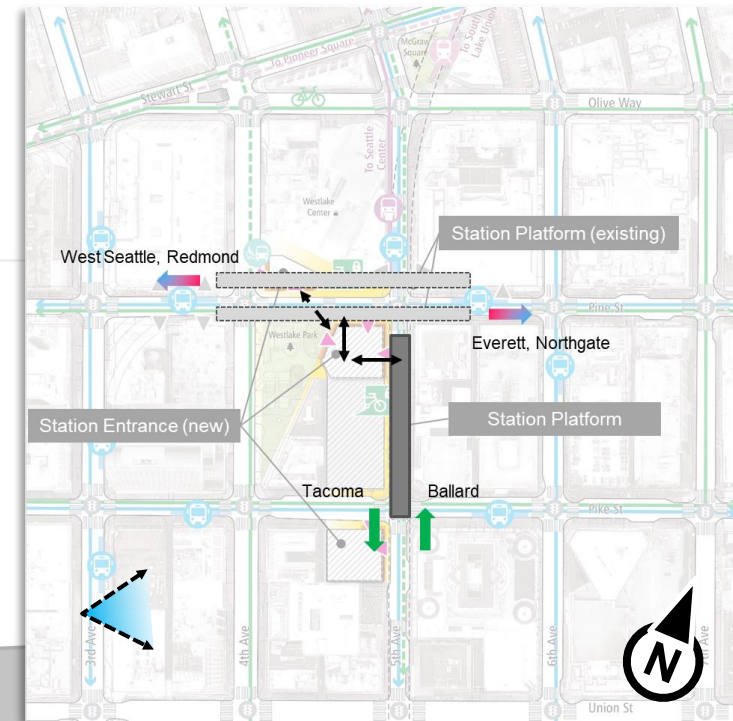 To Pioneer Square
McGraw
Square
To South
Lake Union
Stewart St
Olive Way
To Seattle
Center
Westlake
Center
Station Platform (existing)
West Seattle, Redmond
Pine St
Westlake Park
Everett, Northgate
Station Entrance (new)
Station Platform
Tacoma
Ballard
Pike St
3rd Ave
4th Ave
5th Ave
6th Ave
7th Ave
N
Union St